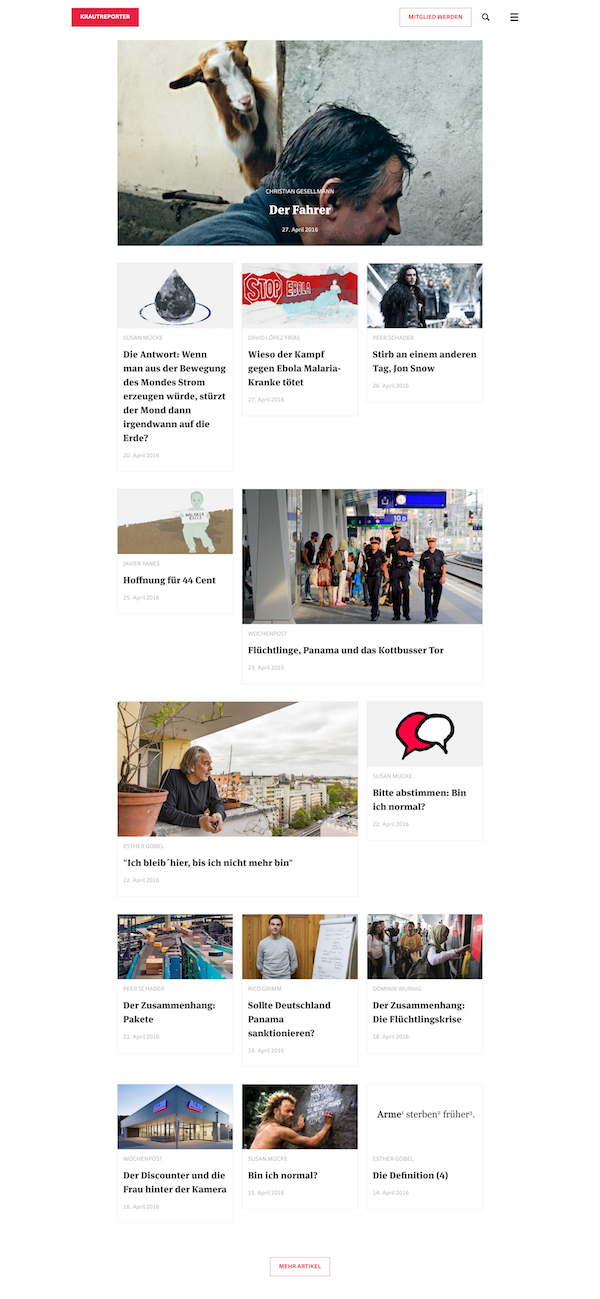 KRAUTREPORTER
MITGLIED WERDEN
CHRISTIAN GESELLMANN
Der Fahrer
27. April 2016
SUSAN MÜCKE
Die Antwort: Wenn
man aus der Bewegung
des Mondes Strom
erzeugen würde, stürzt
der Mond dann
irgendwann auf die
Erde?
20. April 2016
STOP EBOLA
DAVID LÓPEZ FRÍAS
Wieso der Kampf
gegen Ebola Malaria-
Kranke tötet
27. April 2016
PEER SCHADER
Stirb an einem anderen
Tag, Jon Snow
26. April 2016
MALARIA
KILLS
JAVIER YANES
Hoffnung für 44 Cent
25. April 2016
10 D
WOCHENPOST
Flüchtlinge, Panama und das Kottbusser Tor
23. April 2016
ESTHER GÖBEL
"Ich bleib´hier, bis ich nicht mehr bin"
22. April 2016
SUSAN MÜCKE
Bitte abstimmen: Bin
ich normal?
22. April 2016
PEER SCHADER
Der Zusammenhang:
Pakete
21. April 2016
RICO GRIMM
Sollte Deutschland
Panama
sanktionieren?
19. April 2016
DOMINIK WURNIG
Der Zusammenhang:
Die Flüchtlingskrise
18. April 2016
WOCHENPOST
Der Discounter und die
Frau hinter der Kamera
16. April 2016
SUSAN MÜCKE
Bin ich normal?
15. April 2016
Arme¹ sterben² früher³.
ESTHER GÖBEL
Die Definition (4)
14. April 2016
MEHR ARTIKEL